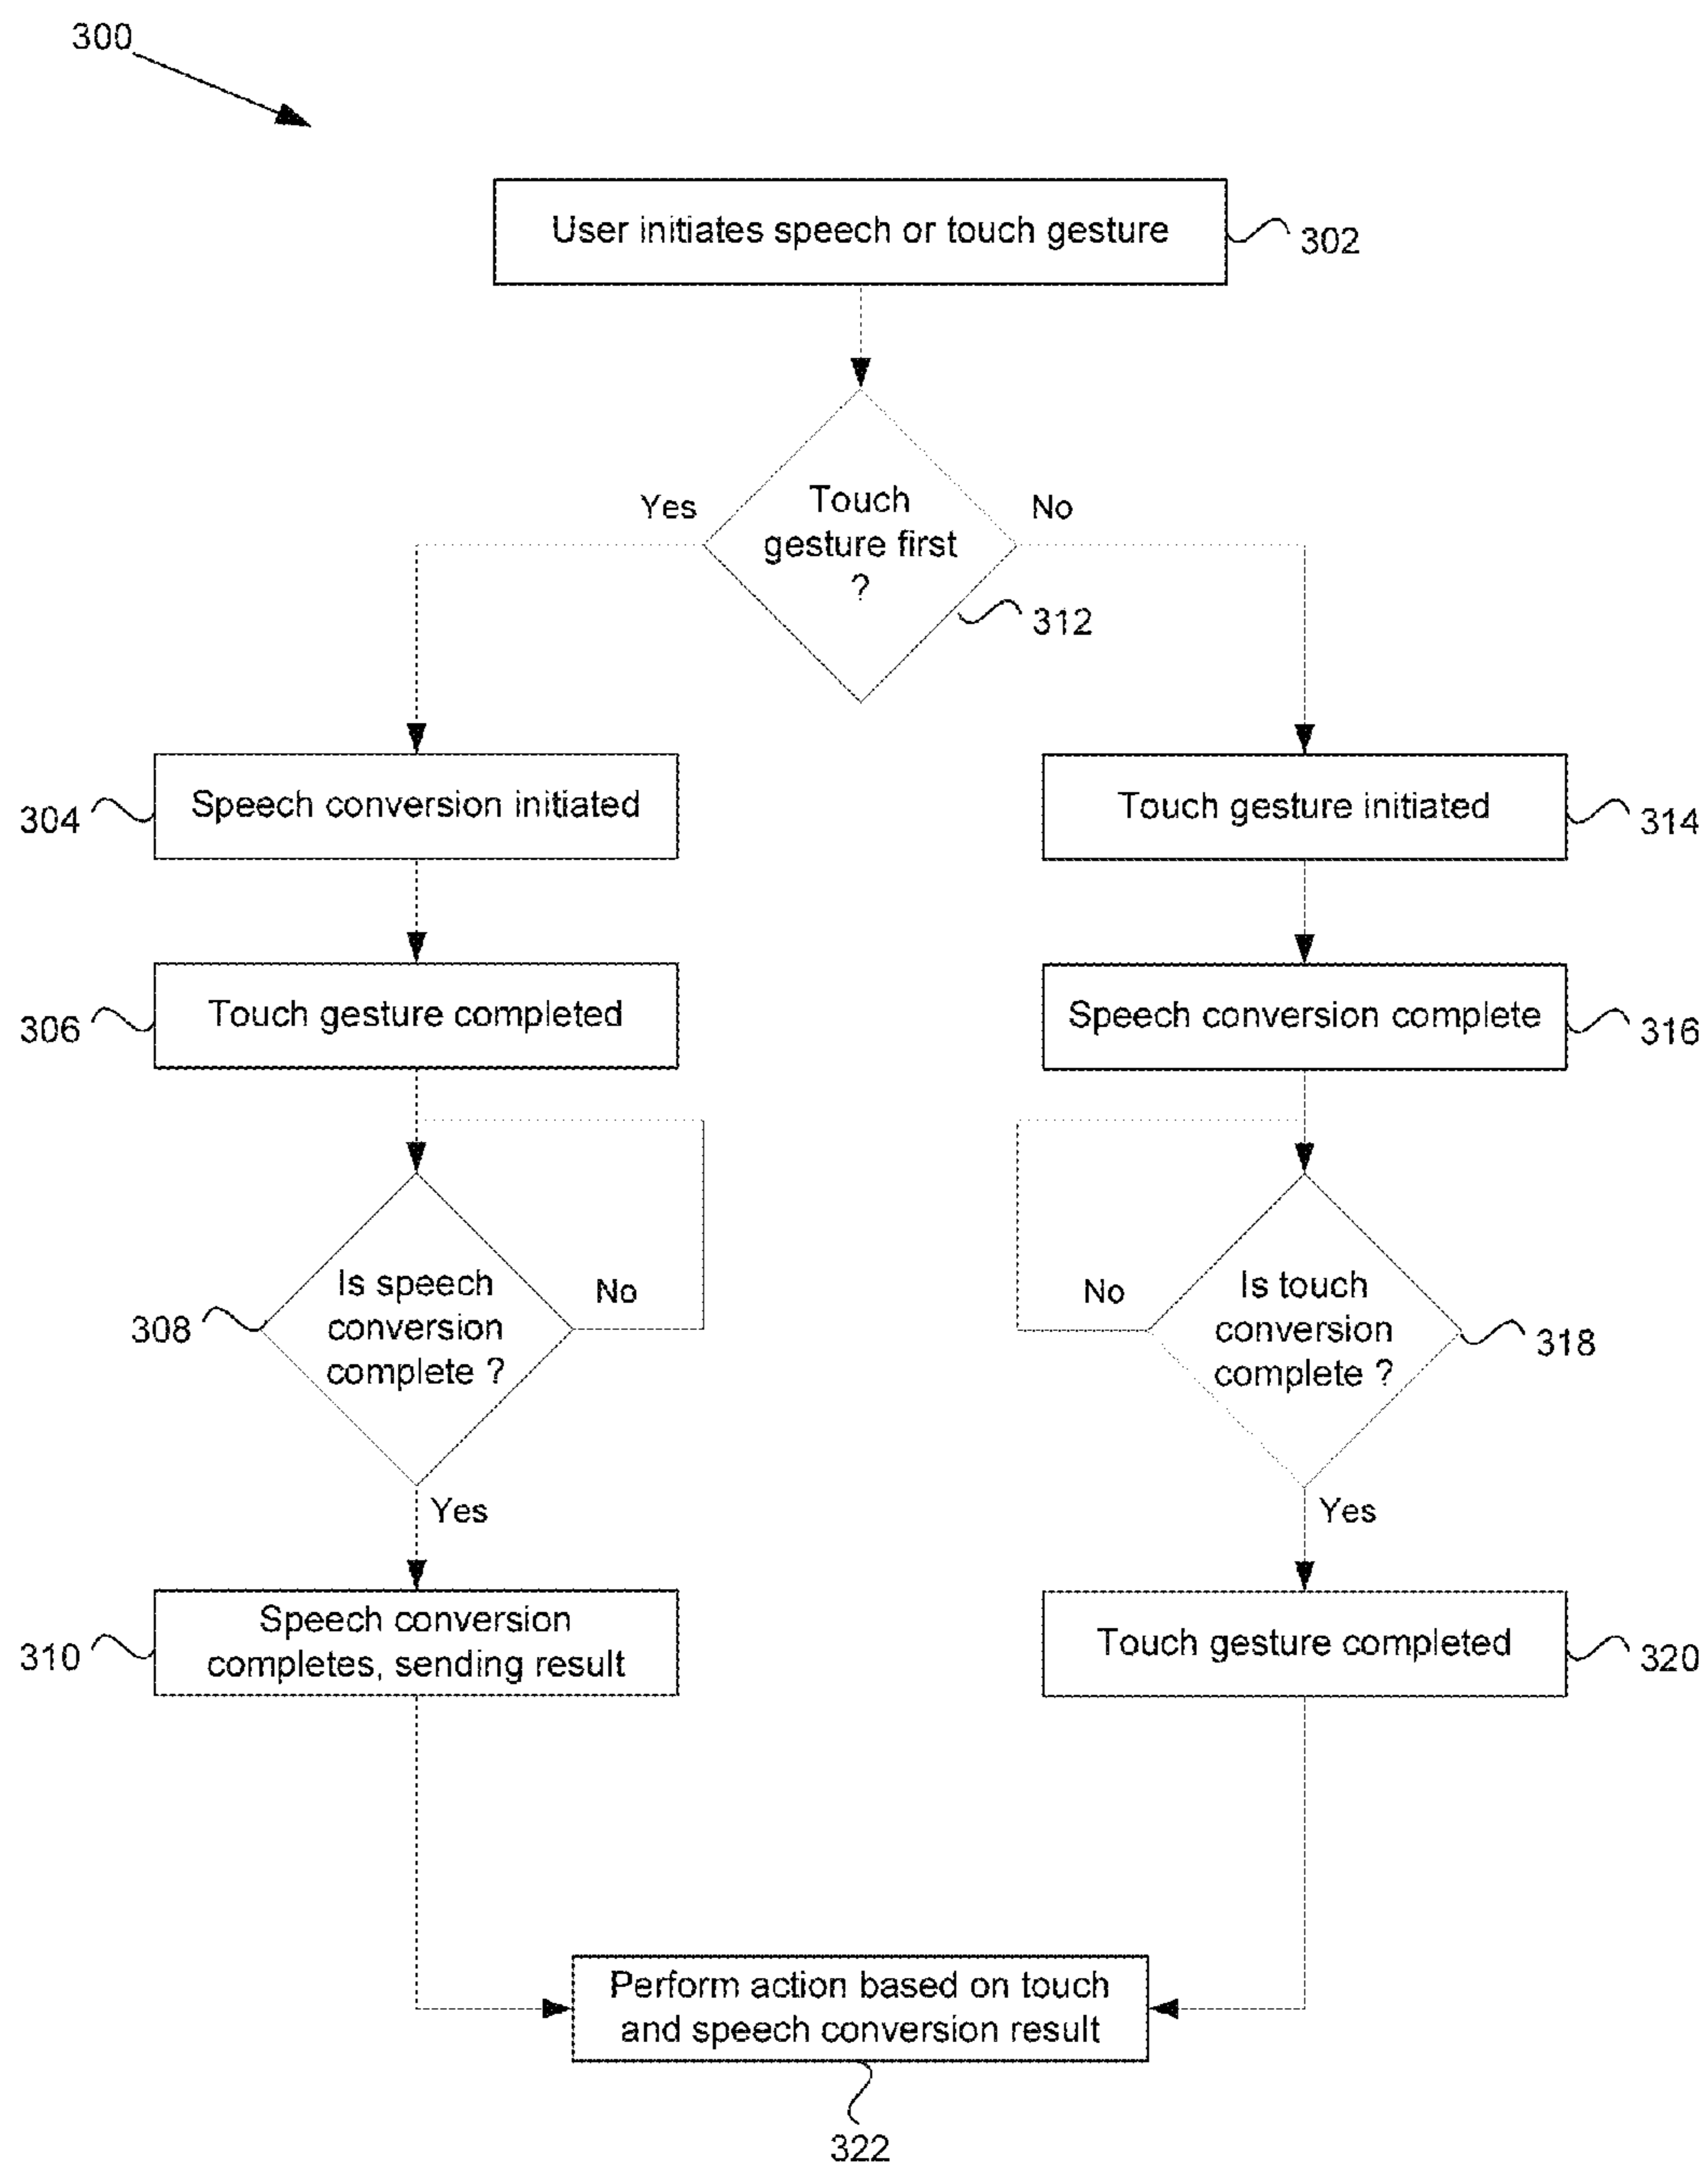 300
User initiates speech or touch gesture
302
Touch
gesture first
?
Yes
No
312
Speech conversion initiated
304
Touch gesture initiated
314
Touch gesture completed
306
Speech conversion complete
316
Is speech
conversion
complete ?
No
308
Yes
Is touch
conversion
complete ?
No
318
Yes
Speech conversion
completes, sending result
310
Touch gesture completed
320
Perform action based on touch
and speech conversion result
322